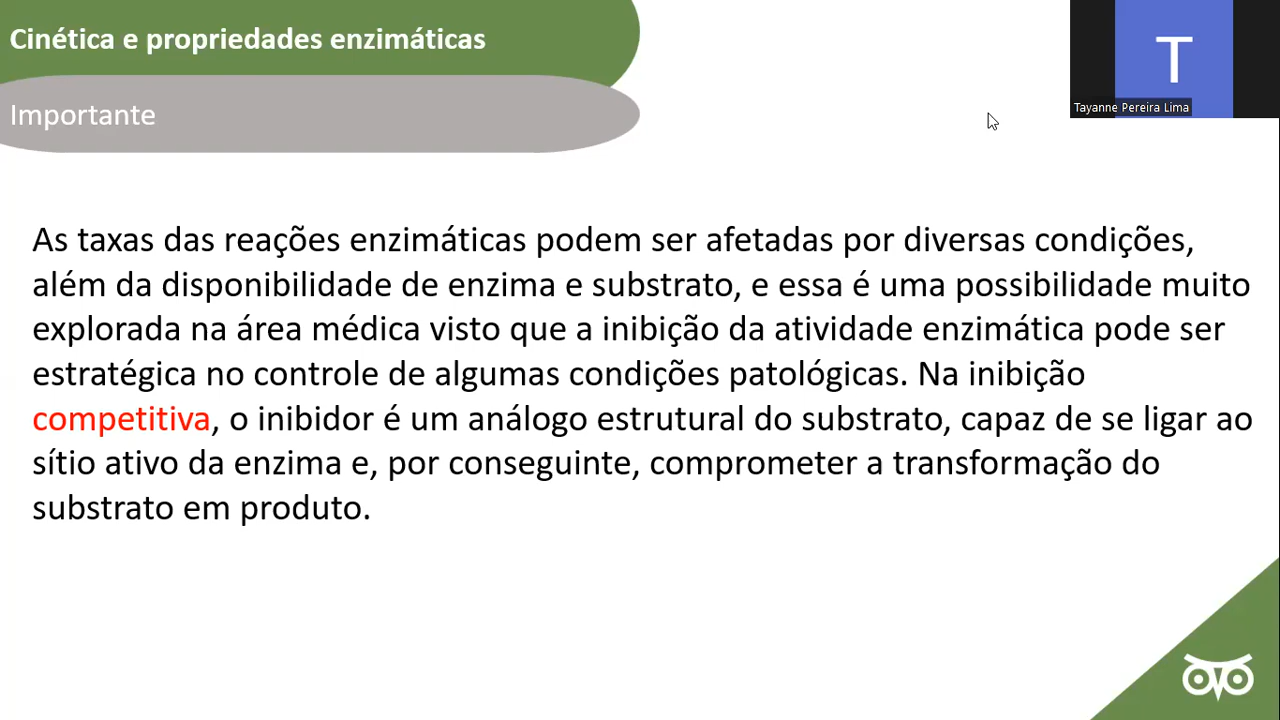 Cinética e propriedades enzimáticas
Importante
T
Tayanne Pereira Lima
As taxas das reações enzimáticas podem ser afetadas por diversas condições,
além da disponibilidade de enzima e substrato, e essa é uma possibilidade muito
explorada na área médica visto que a inibição da atividade enzimática pode ser
estratégica no controle de algumas condições patológicas. Na inibição
competitiva, o inibidor é um análogo estrutural do substrato, capaz de se ligar ao
sítio ativo da enzima e, por conseguinte, comprometer a transformação do
substrato em produto.